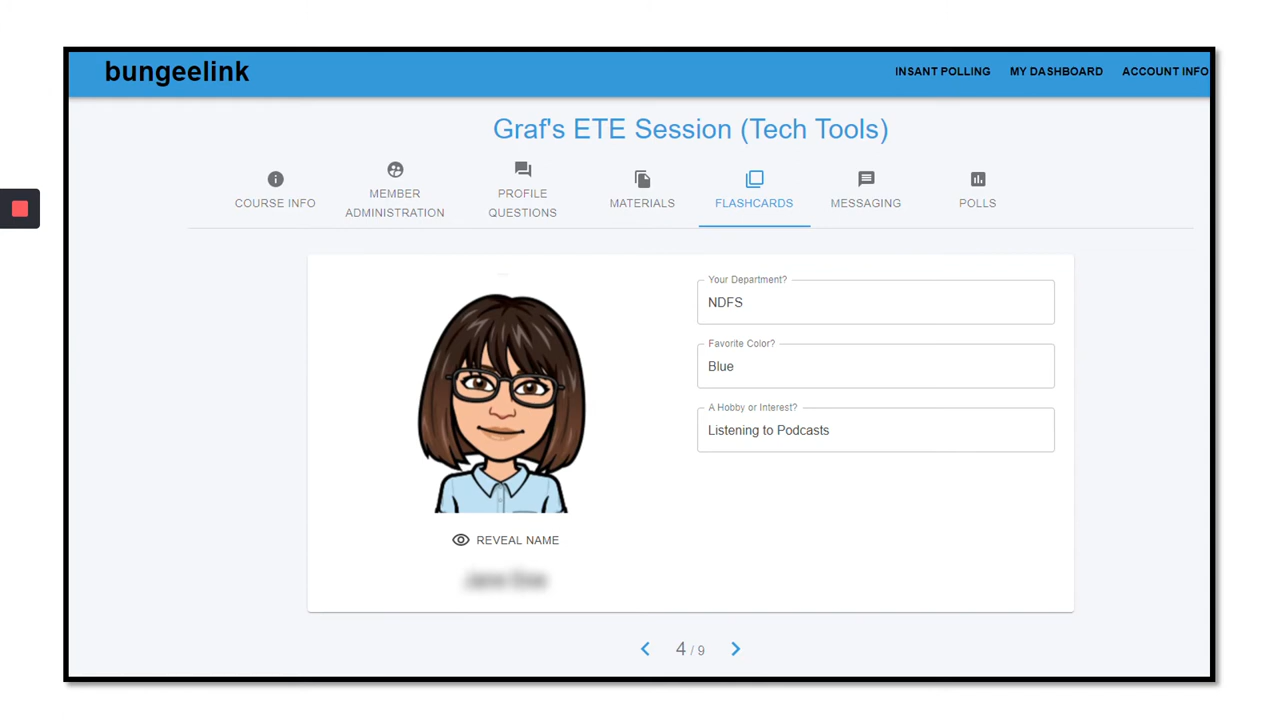 bungeelink
INSANT POLLING MY DASHBOARD ACCOUNT INFO
Graf's ETE Session (Tech Tools)
COURSE INFO
MEMBER
ADMINISTRATION
PROFILE
QUESTIONS
MATERIALS
FLASHCARDS
MESSAGING
POLLS
Your Department?
NDFS
Favorite Color?
Blue
A Hobby or Interest?
Listening to Podcasts
REVEAL NAME
4 / 9